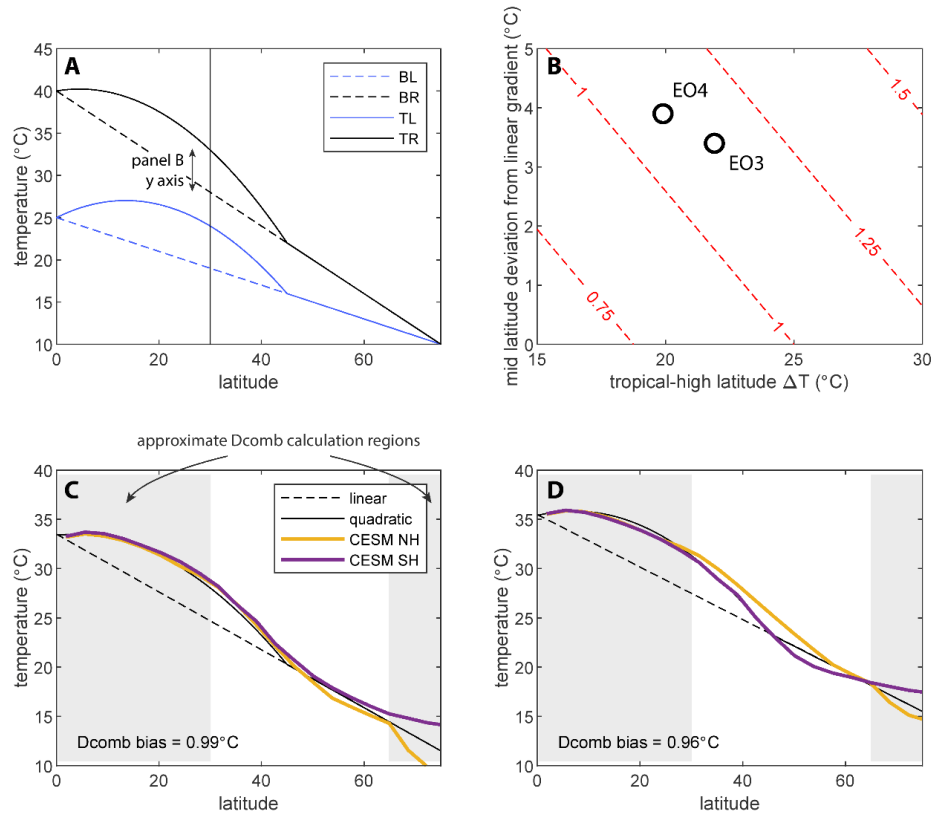 A
45
40
35
30
25
20
15
10
temperature (°C)
0
20
40
60
latitude
BL
BR
TL
TR
panel B
y axis
B
5
4
3
2
1
0
mid latitude deviation from linear gradient (°C)
15
20
25
30
tropical-high latitude ΔT (°C)
EO4
EO3
1
1.5
1.25
0.75
1
approximate Dcomb calculation regions
C
40
35
30
25
20
15
10
temperature (°C)
0
20
40
60
latitude
linear
quadratic
CESM NH
CESM SH
Dcomb bias = 0.99°C
D
40
35
30
25
20
15
10
temperature (°C)
0
20
40
60
latitude
Dcomb bias = 0.96°C